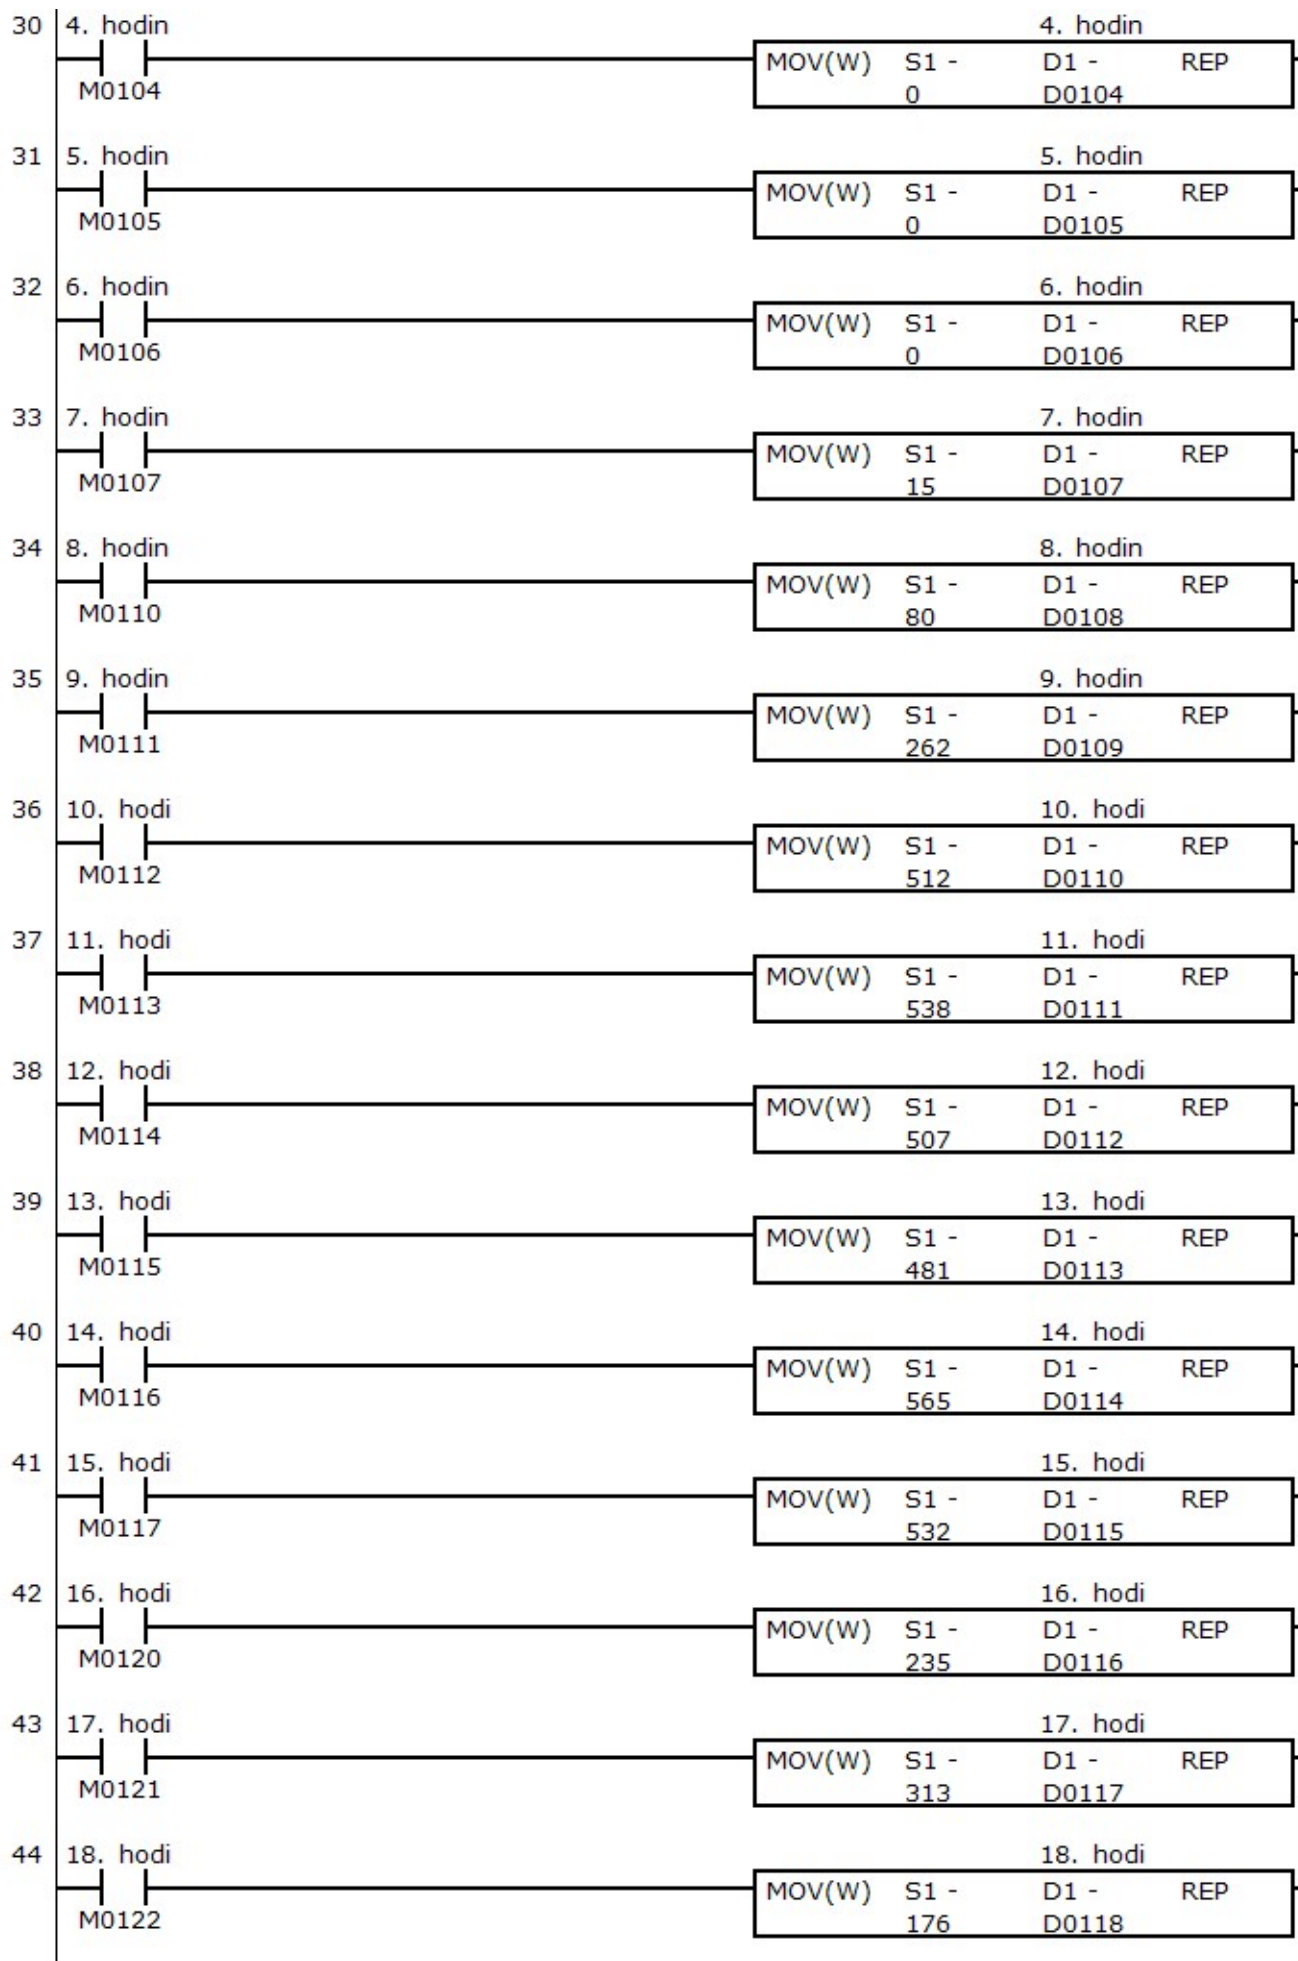 30 4. hodin 4. hodin
MOV(W) S1 - D1 - REP
M0104 0 D0104
31 5. hodin 5. hodin
MOV(W) S1 - D1 - REP
M0105 0 D0105
32 6. hodin 6. hodin
MOV(W) S1 - D1 - REP
M0106 0 D0106
33 7. hodin 7. hodin
MOV(W) S1 - D1 - REP
M0107 15 D0107
34 8. hodin 8. hodin
MOV(W) S1 - D1 - REP
M0110 80 D0108
35 9. hodin 9. hodin
MOV(W) S1 - D1 - REP
M0111 262 D0109
36 10. hodi 10. hodi
MOV(W) S1 - D1 - REP
M0112 512 D0110
37 11. hodi 11. hodi
MOV(W) S1 - D1 - REP
M0113 538 D0111
38 12. hodi 12. hodi
MOV(W) S1 - D1 - REP
M0114 507 D0112
39 13. hodi 13. hodi
MOV(W) S1 - D1 - REP
M0115 481 D0113
40 14. hodi 14. hodi
MOV(W) S1 - D1 - REP
M0116 565 D0114
41 15. hodi 15. hodi
MOV(W) S1 - D1 - REP
M0117 532 D0115
42 16. hodi 16. hodi
MOV(W) S1 - D1 - REP
M0120 235 D0116
43 17. hodi 17. hodi
MOV(W) S1 - D1 - REP
M0121 313 D0117
44 18. hodi 18. hodi
MOV(W) S1 - D1 - REP
M0122 176 D0118